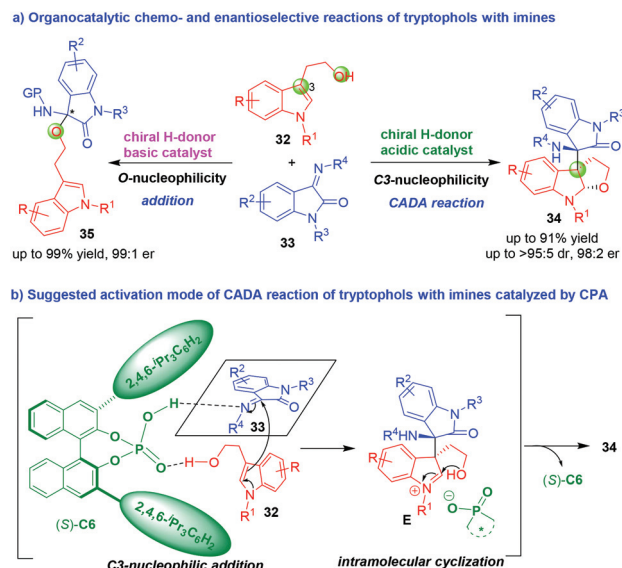 a) Organocatalytic chemo- and enantioselective reactions of tryptophols with imines
R²
GP
HN
*
N
R³
O
O
R
N
R¹
35
up to 99% yield, 99:1 er
chiral H-donor
basic catalyst
O-nucleophilicity
addition
OH
3
R
N
R¹
32
+
N
R⁴
R²
O
N
R³
33
chiral H-donor
acidic catalyst
C3-nucleophilicity
CADA reaction
R²
R³
R⁴
N
NH
O
R
O
N
R¹
34
up to 91% yield
up to >95:5 dr, 98:2 er
b) Suggested activation mode of CADA reaction of tryptophols with imines catalyzed by CPA
2,4,6-ⁱPr₃C₆H₂
O
H
O
P
O
O
(S)-C6
2,4,6-ⁱPr₃C₆H₂
R²
N
R³
N
O
R⁴
33
HO
R
N
R¹
32
C3-nucleophilic addition
R²
R³
N
R⁴HN
O
R
HO
N
⊕
R¹
E
⊖
O
O
P
*
intramolecular cyclization
34
(S)-C6